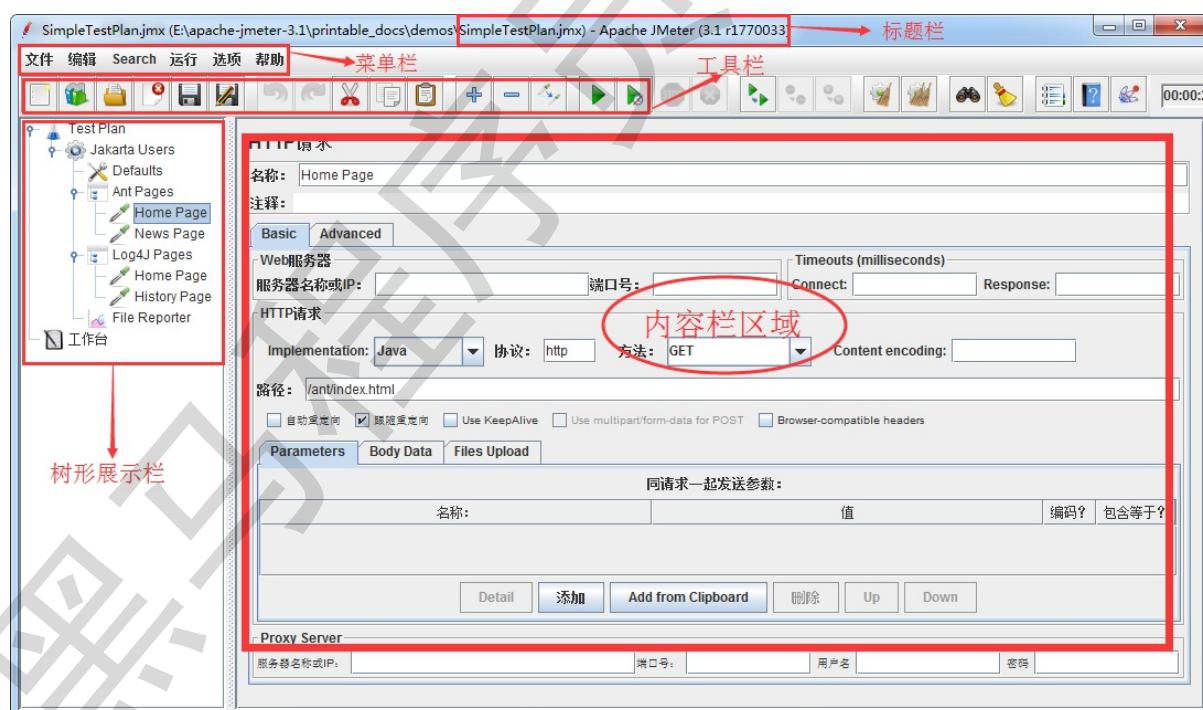 SimpleTestPlan.jmx (E:\apache-jmeter-3.1\printable_docs\demos\SimpleTestPlan.jmx) - Apache JMeter (3.1 r1770033) 标题栏
文件 编辑 Search 运行 选项 帮助 菜单栏 工具栏
00:00:
Test Plan
Jakarta Users
Defaults
Ant Pages
Home Page
News Page
Log4J Pages
Home Page
History Page
File Reporter
工作台
树形展示栏
HTTP请求
名称: Home Page
注释:
Basic Advanced
Web服务器 Timeouts (milliseconds)
服务器名称或IP: 端口号: Connect: Response:
HTTP请求
内容栏区域
Implementation: Java 协议: http 方法: GET Content encoding:
路径: /ant/index.html
自动重定向 跟随重定向 Use KeepAlive Use multipart/form-data for POST Browser-compatible headers
Parameters Body Data Files Upload
同请求一起发送参数:
名称: 值 编码? 包含等于?
Detail 添加 Add from Clipboard 删除 Up Down
Proxy Server
服务器名称或IP: 端口号: 用户名 密码
黑马程序员